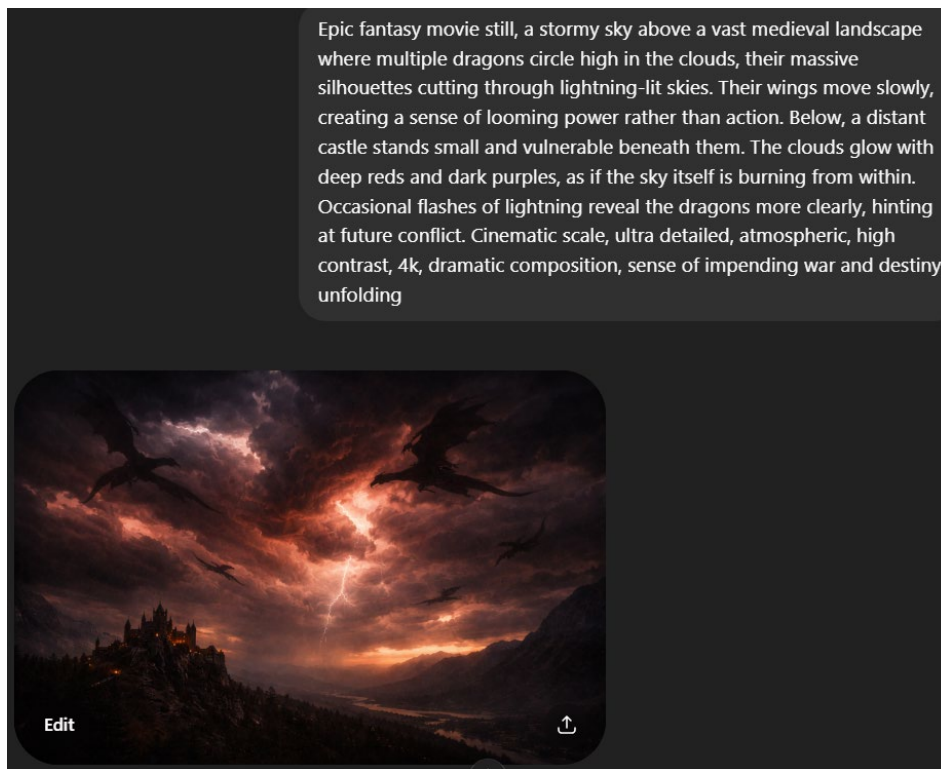 Epic fantasy movie still, a stormy sky above a vast medieval landscape
where multiple dragons circle high in the clouds, their massive
silhouettes cutting through lightning-lit skies. Their wings move slowly,
creating a sense of looming power rather than action. Below, a distant
castle stands small and vulnerable beneath them. The clouds glow with
deep reds and dark purples, as if the sky itself is burning from within.
Occasional flashes of lightning reveal the dragons more clearly, hinting
at future conflict. Cinematic scale, ultra detailed, atmospheric, high
contrast, 4k, dramatic composition, sense of impending war and destiny
unfolding
Edit